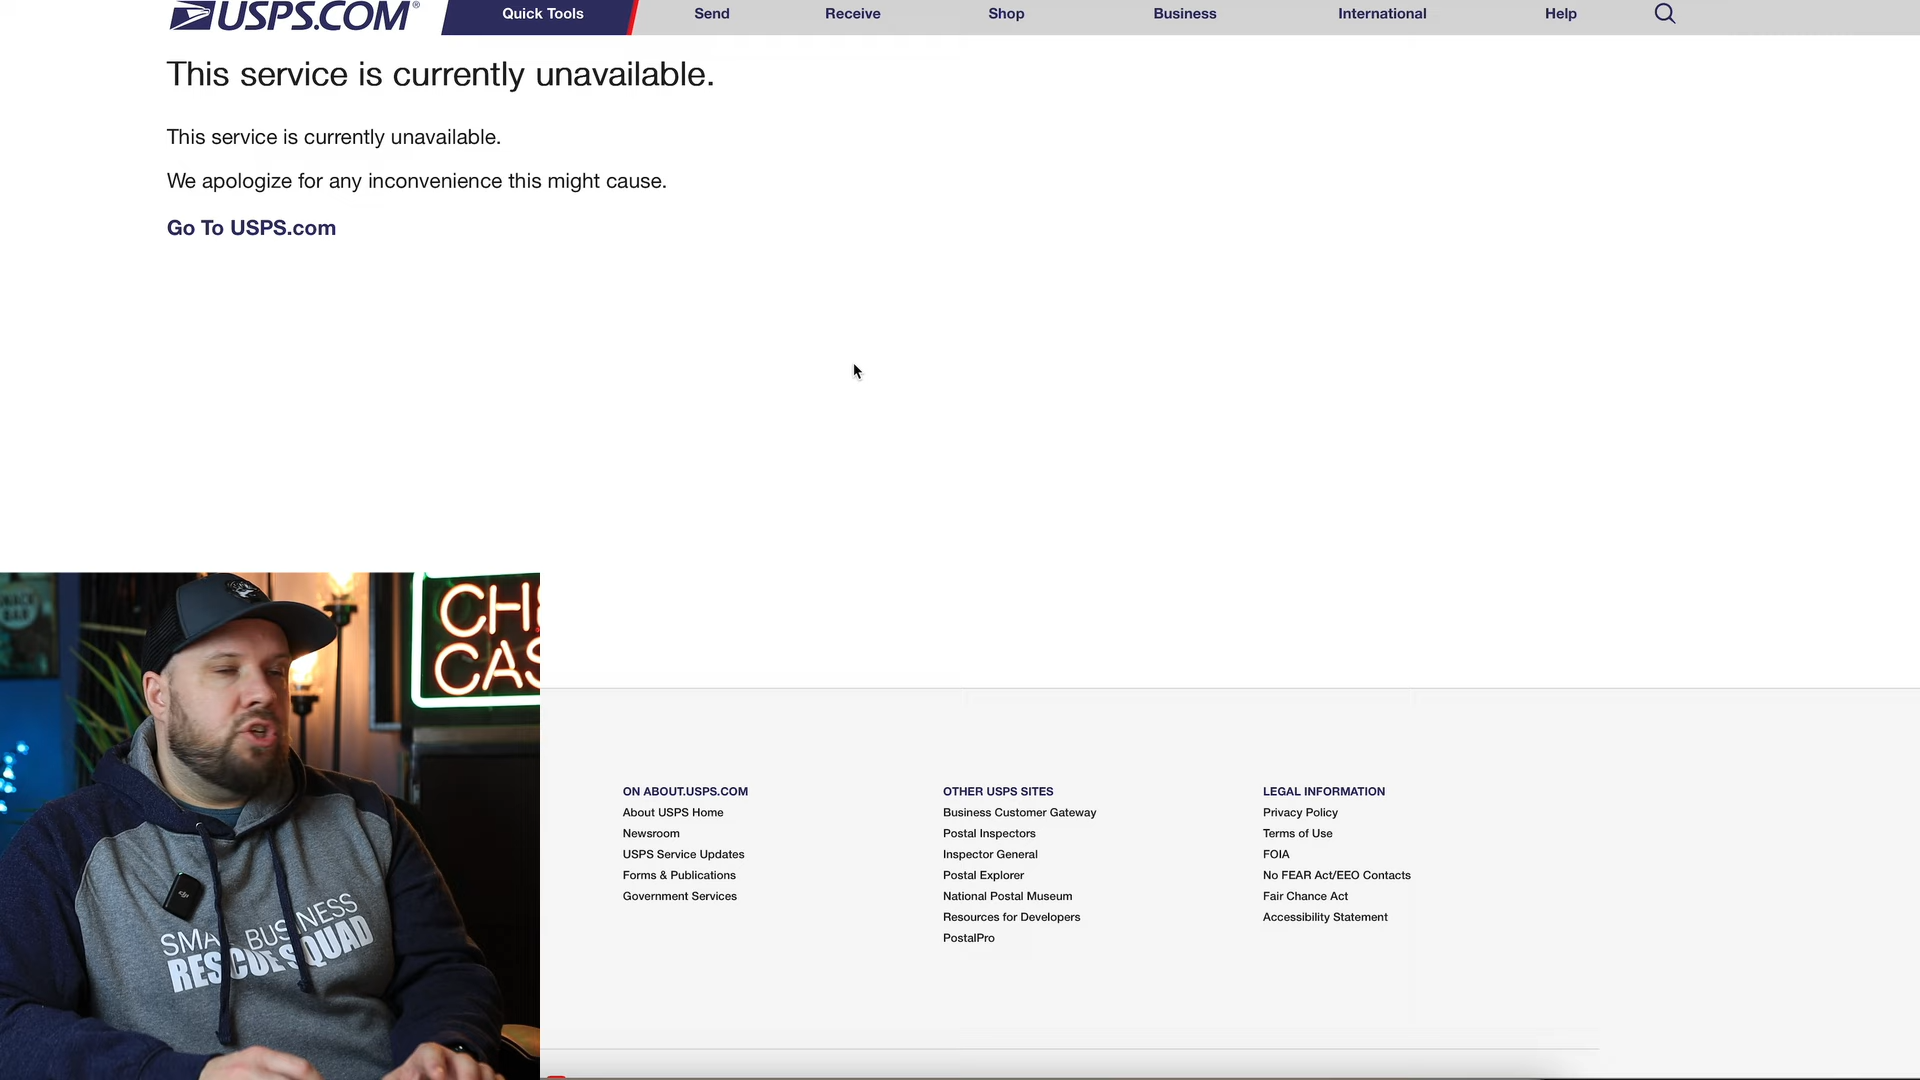 USPS.COM®
Quick Tools
Send
Receive
Shop
Business
International
Help
This service is currently unavailable.
This service is currently unavailable.
We apologize for any inconvenience this might cause.
Go To USPS.com
CH
CAS
SMALL BUSINESS
RESCUE SQUAD
dji
ON ABOUT.USPS.COM
About USPS Home
Newsroom
USPS Service Updates
Forms & Publications
Government Services
OTHER USPS SITES
Business Customer Gateway
Postal Inspectors
Inspector General
Postal Explorer
National Postal Museum
Resources for Developers
PostalPro
LEGAL INFORMATION
Privacy Policy
Terms of Use
FOIA
No FEAR Act/EEO Contacts
Fair Chance Act
Accessibility Statement